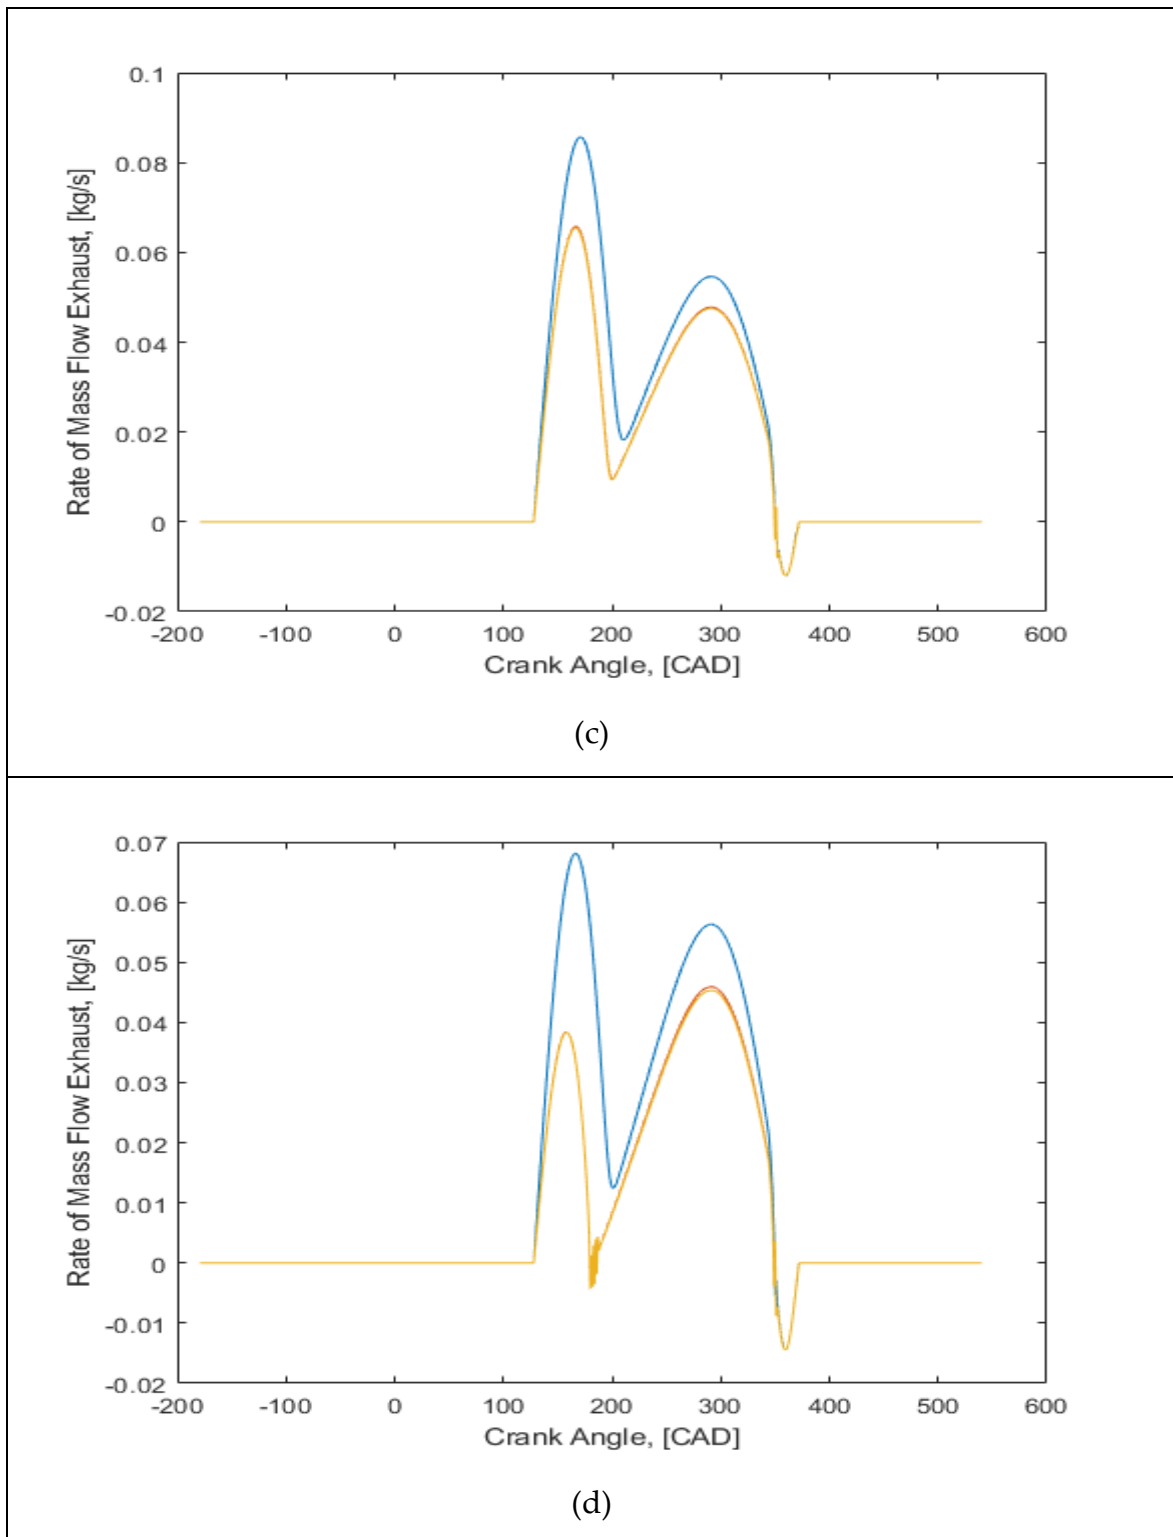 0.1
0.08
0.06
0.04
0.02
0
-0.02
Rate of Mass Flow Exhaust, [kg/s]
-200 -100 0 100 200 300 400 500 600
Crank Angle, [CAD]
(c)
0.07
0.06
0.05
0.04
0.03
0.02
0.01
0
-0.01
-0.02
Rate of Mass Flow Exhaust, [kg/s]
-200 -100 0 100 200 300 400 500 600
Crank Angle, [CAD]
(d)